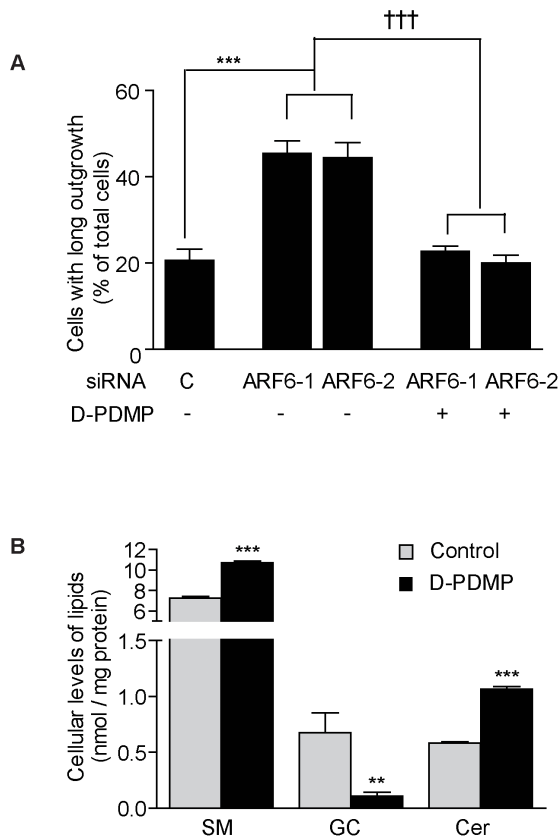 †††
A
***
60
40
20
0
Cells with long outgrowth
(% of total cells)
siRNA C ARF6-1 ARF6-2 ARF6-1 ARF6-2
D-PDMP - - - + +
B
Control
D-PDMP
12
10
8
6
1.5
1.0
0.5
0.0
Cellular levels of lipids
(nmol / mg protein)
***
**
***
SM GC Cer